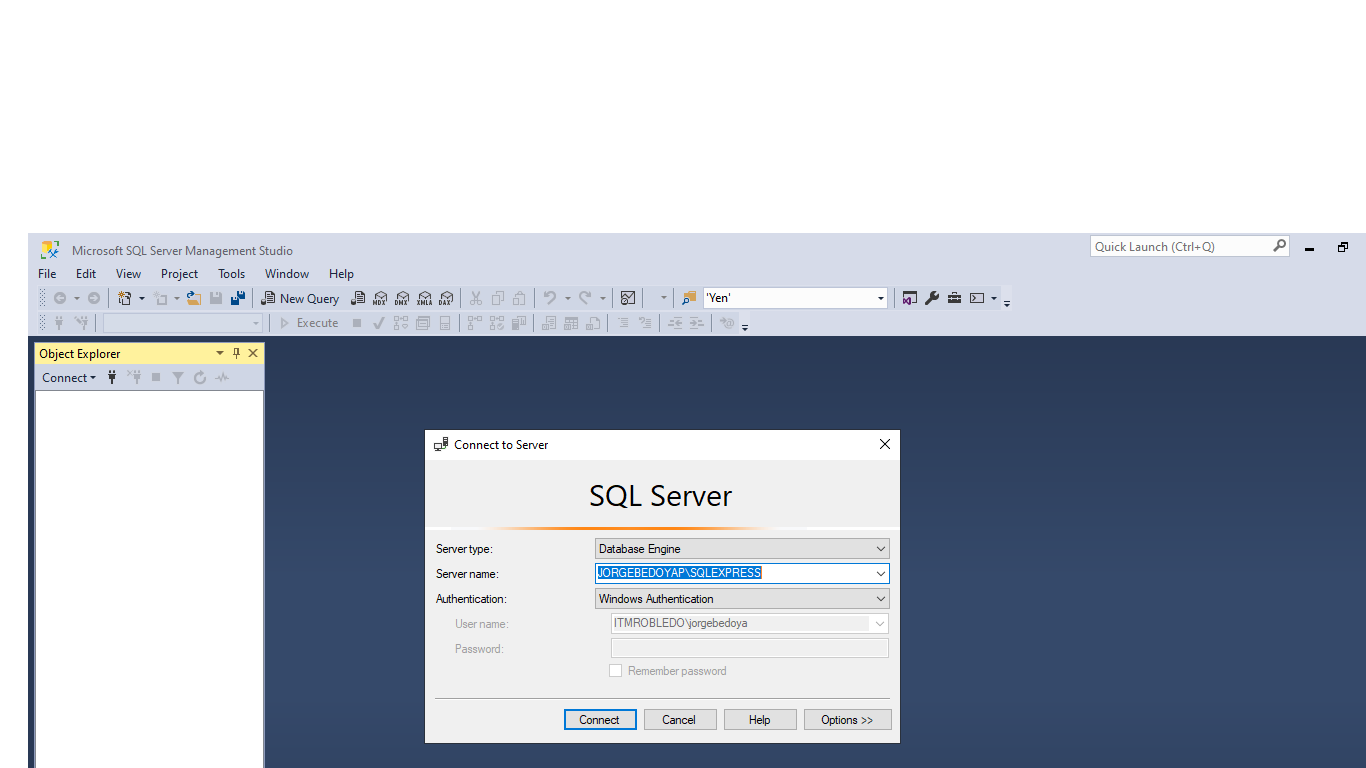 Microsoft SQL Server Management Studio
Quick Launch (Ctrl+Q)
File Edit View Project Tools Window Help
New Query MDX DMX XMLA DAX 'Yen'
Execute
Object Explorer
Connect
Connect to Server
SQL Server
Server type: Database Engine
Server name: JORGEBEDOYAP\SQLEXPRESS
Authentication: Windows Authentication
User name: ITMROBLEDO\jorgebedoya
Password:
Remember password
Connect Cancel Help Options >>